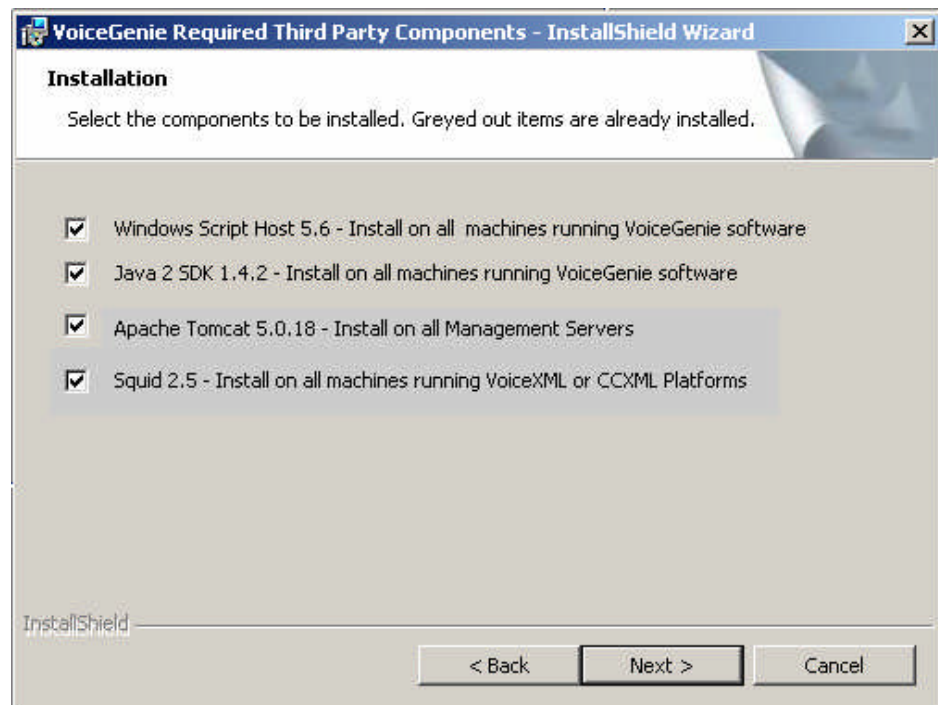 VoiceGenie Required Third Party Components - InstallShield Wizard
Installation
Select the components to be installed. Greyed out items are already installed.
Windows Script Host 5.6 - Install on all machines running VoiceGenie software
Java 2 SDK 1.4.2 - Install on all machines running VoiceGenie software
Apache Tomcat 5.0.18 - Install on all Management Servers
Squid 2.5 - Install on all machines running VoiceXML or CCXML Platforms
InstallShield
< Back
Next >
Cancel